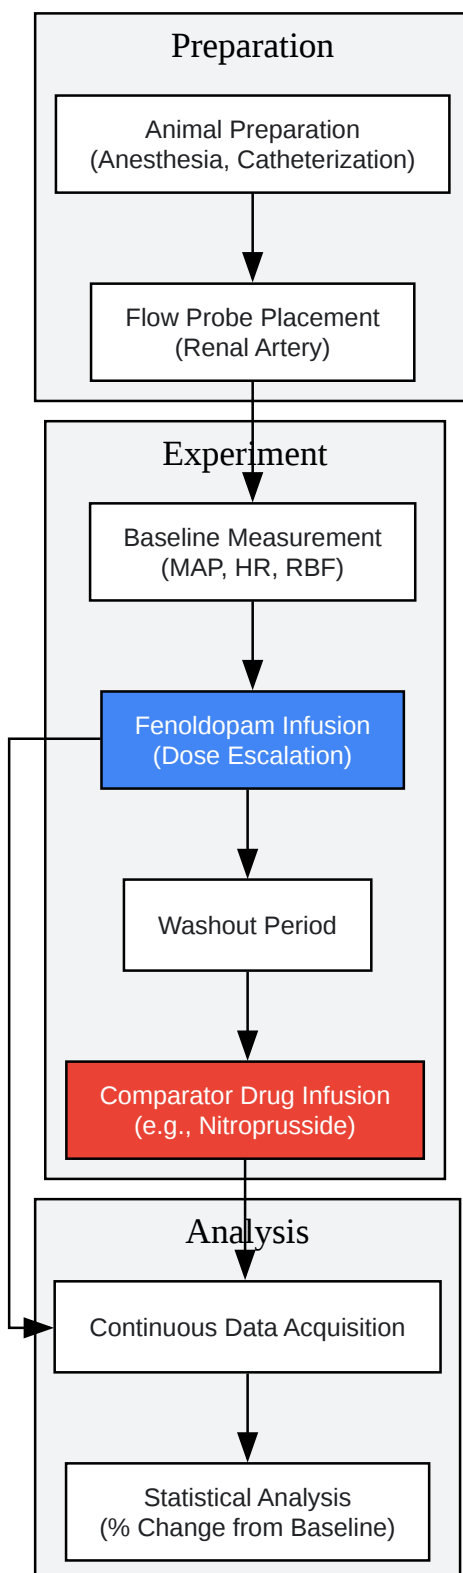 Preparation
Animal Preparation
(Anesthesia, Catheterization)
Flow Probe Placement
(Renal Artery)
Experiment
Baseline Measurement
(MAP, HR, RBF)
Fenoldopam Infusion
(Dose Escalation)
Washout Period
Comparator Drug Infusion
(e.g., Nitroprusside)
Analysis
Continuous Data Acquisition
Statistical Analysis
(% Change from Baseline)